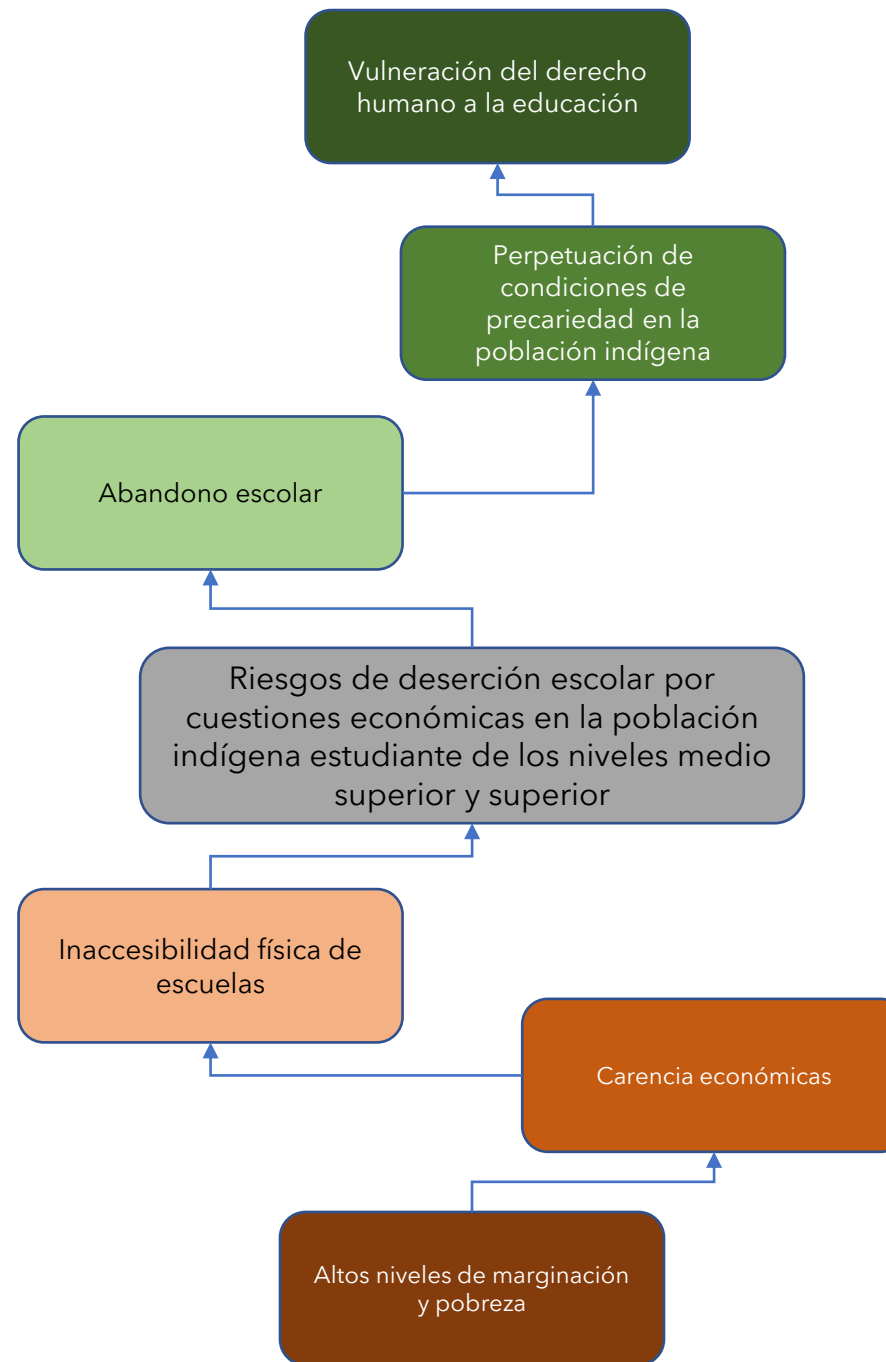 Vulneración del derecho
humano a la educación
Perpetuación de
condiciones de
precariedad en la
población indígena
Abandono escolar
Riesgos de deserción escolar por
cuestiones económicas en la población
indígena estudiante de los niveles medio
superior y superior
Inaccesibilidad física de
escuelas
Carencia económicas
Altos niveles de marginación
y pobreza